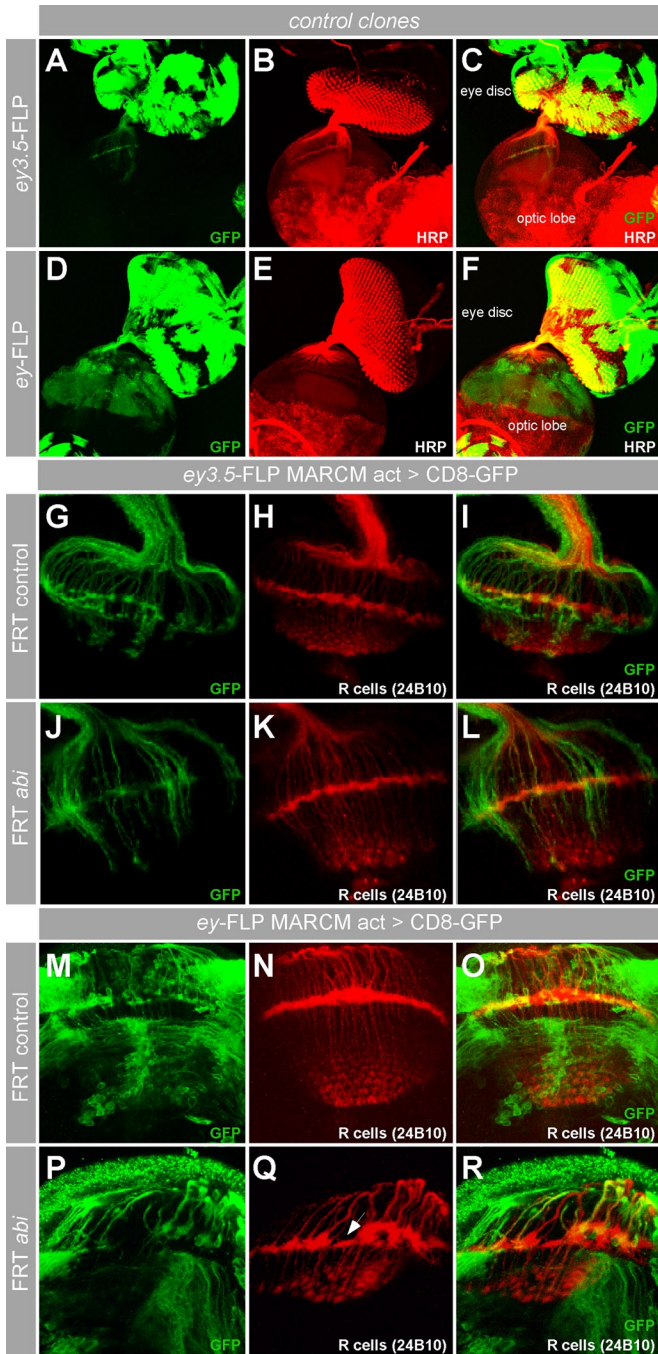 control clones
ey3.5-FLP
A
GFP
B
HRP
C
eye disc
optic lobe
GFP
HRP
ey-FLP
D
GFP
E
HRP
F
eye disc
optic lobe
GFP
HRP
ey3.5-FLP MARCM act > CD8-GFP
FRT control
G
GFP
H
R cells (24B10)
I
GFP
R cells (24B10)
FRT abi
J
GFP
K
R cells (24B10)
L
GFP
R cells (24B10)
ey-FLP MARCM act > CD8-GFP
FRT control
M
GFP
N
R cells (24B10)
O
GFP
R cells (24B10)
FRT abi
P
GFP
Q
R cells (24B10)
R
GFP
R cells (24B10)